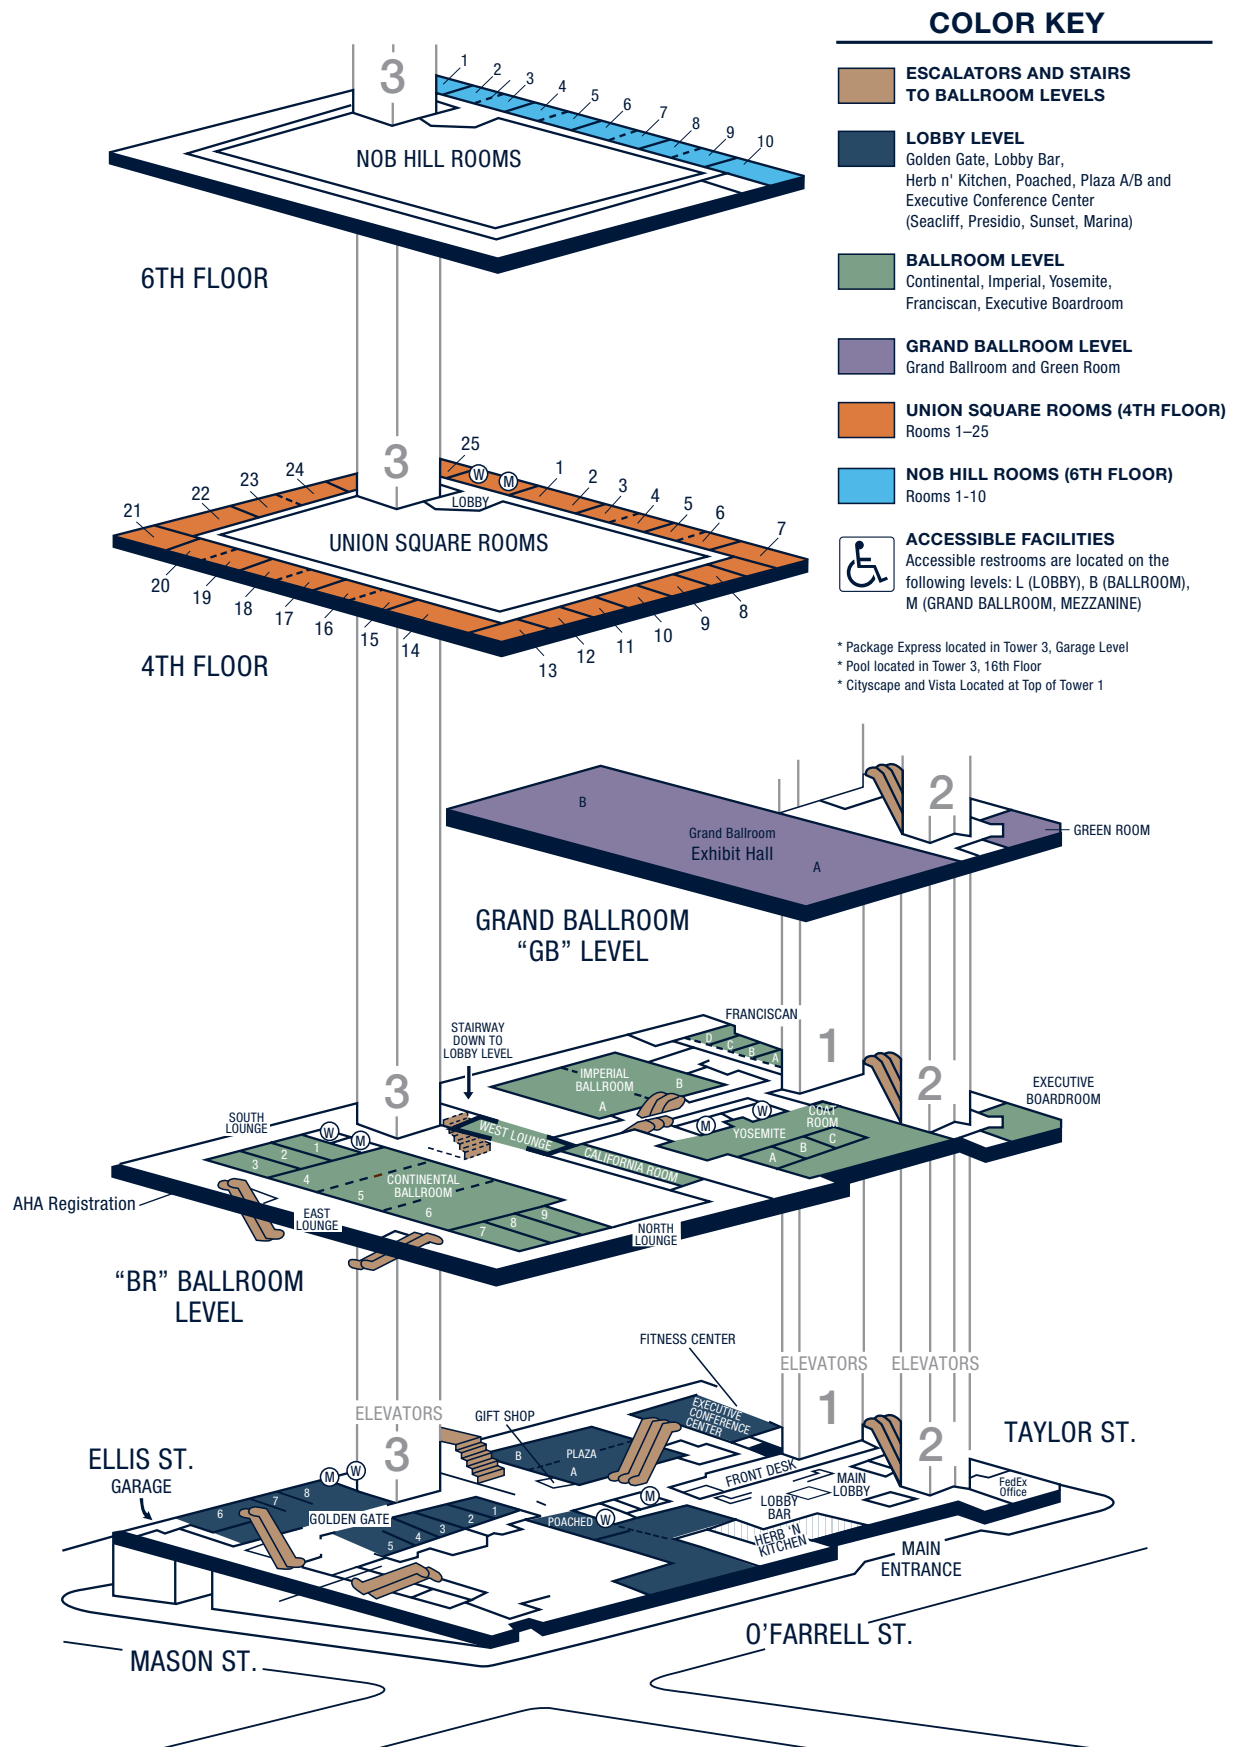 COLOR KEY
ESCALATORS AND STAIRS
TO BALLROOM LEVELS
LOBBY LEVEL
Golden Gate, Lobby Bar,
Herb n' Kitchen, Poached, Plaza A/B and
Executive Conference Center
(Seacliff, Presidio, Sunset, Marina)
BALLROOM LEVEL
Continental, Imperial, Yosemite,
Franciscan, Executive Boardroom
GRAND BALLROOM LEVEL
Grand Ballroom and Green Room
UNION SQUARE ROOMS (4TH FLOOR)
Rooms 1–25
NOB HILL ROOMS (6TH FLOOR)
Rooms 1-10
ACCESSIBLE FACILITIES
Accessible restrooms are located on the
following levels: L (LOBBY), B (BALLROOM),
M (GRAND BALLROOM, MEZZANINE)
* Package Express located in Tower 3, Garage Level
* Pool located in Tower 3, 16th Floor
* Cityscape and Vista Located at Top of Tower 1
3
1
2
3
4
5
6
7
8
9
10
NOB HILL ROOMS
6TH FLOOR
3
25
W
M
1
2
3
4
5
6
7
24
23
22
21
LOBBY
UNION SQUARE ROOMS
20
19
18
17
16
15
14
13
12
11
10
9
8
4TH FLOOR
2
B
Grand Ballroom
Exhibit Hall
A
GREEN ROOM
GRAND BALLROOM
“GB” LEVEL
FRANCISCAN
D
C
B
A
1
2
3
STAIRWAY
DOWN TO
LOBBY LEVEL
IMPERIAL
BALLROOM
B
A
EXECUTIVE
BOARDROOM
COAT
ROOM
W
M
YOSEMITE
A
B
C
SOUTH
LOUNGE
W
M
WEST LOUNGE
CALIFORNIA ROOM
1
2
3
4
5
CONTINENTAL
BALLROOM
6
7
8
9
AHA Registration
EAST
LOUNGE
NORTH
LOUNGE
“BR” BALLROOM
LEVEL
FITNESS CENTER
ELEVATORS
1
ELEVATORS
2
ELEVATORS
3
GIFT SHOP
EXECUTIVE
CONFERENCE
CENTER
TAYLOR ST.
ELLIS ST.
GARAGE
M
W
B
PLAZA
A
FRONT DESK
MAIN
LOBBY
LOBBY
BAR
FedEx
Office
M
W
POACHED
HERB 'N
KITCHEN
6
7
8
GOLDEN GATE
5
4
3
2
1
MAIN
ENTRANCE
O’FARRELL ST.
MASON ST.